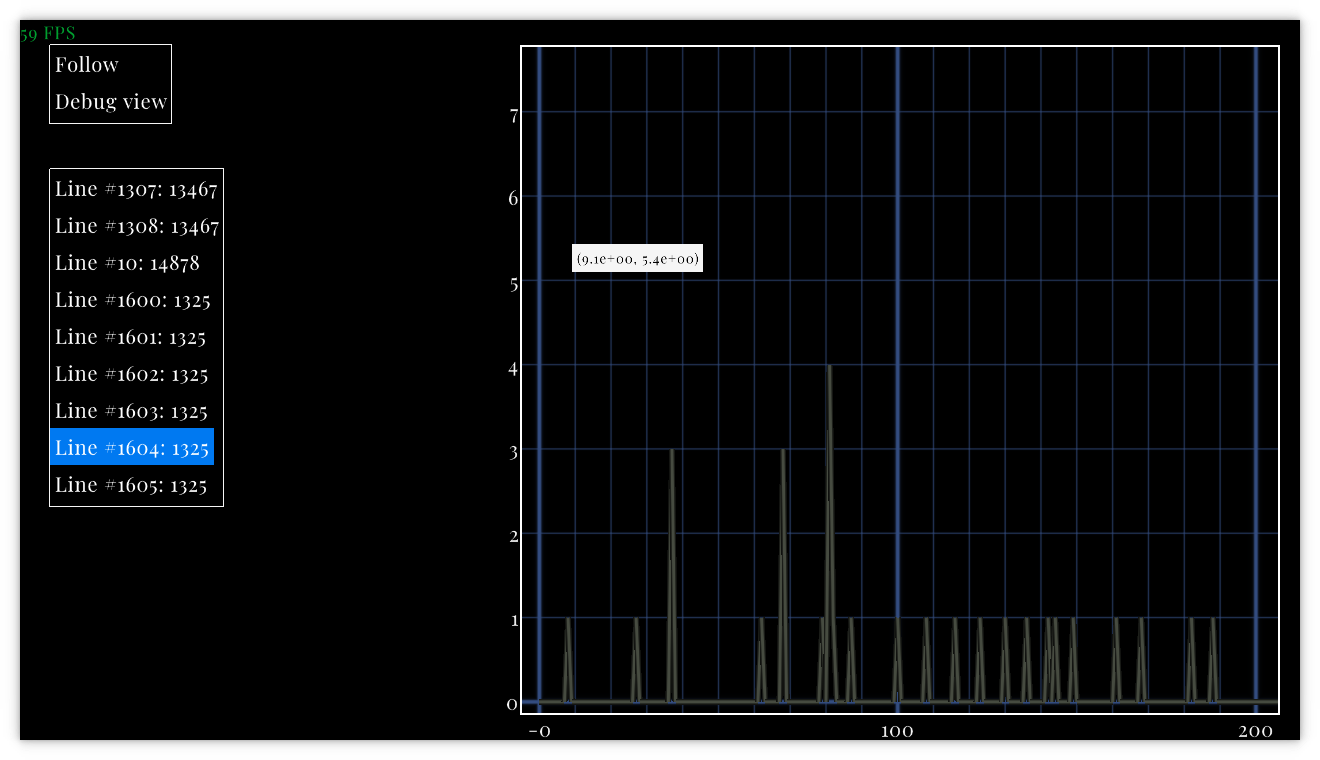 59 FPS
Follow
Debug view
Line #1307: 13467
Line #1308: 13467
Line #10: 14878
Line #1600: 1325
Line #1601: 1325
Line #1602: 1325
Line #1603: 1325
Line #1604: 1325
Line #1605: 1325
7
6
(9.1e+00, 5.4e+00)
5
4
3
2
1
0
-0 100 200